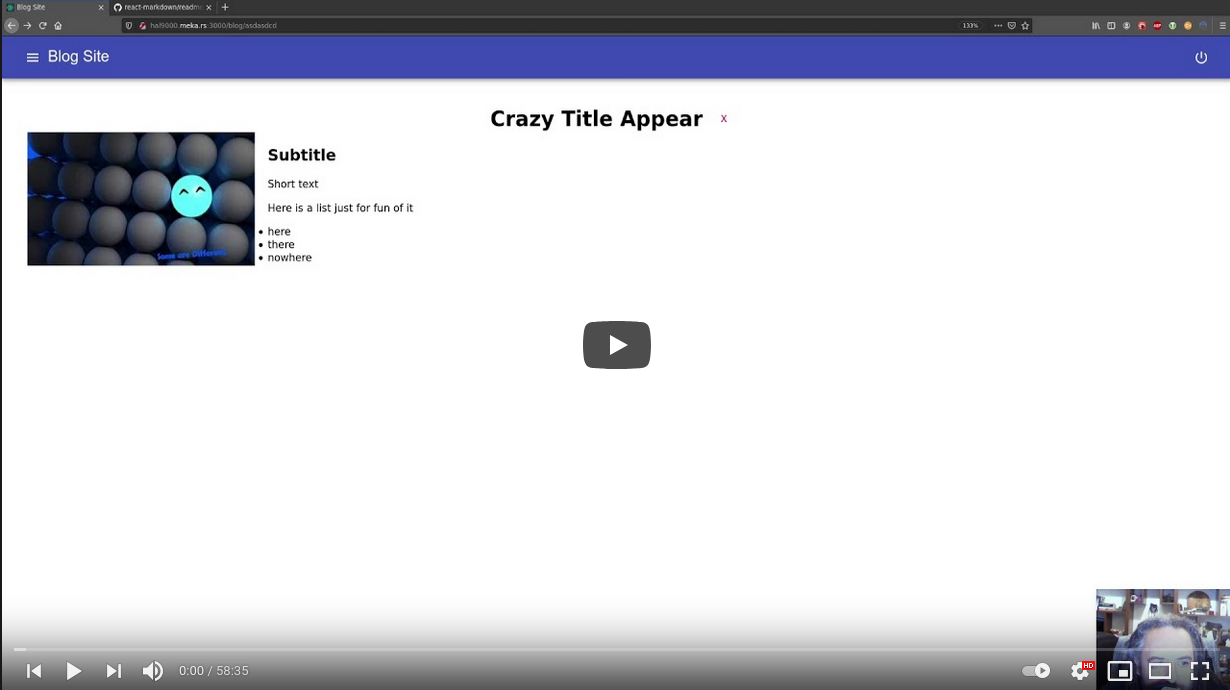 Blog Site
react-markdown/readm
hal9000.meka.rs:3000/blog/asdasdcd
133%
Blog Site
Crazy Title Appear X
Subtitle
Short text
Here is a list just for fun of it
here
there
nowhere
Some are Different.
0:00 / 58:35
HD